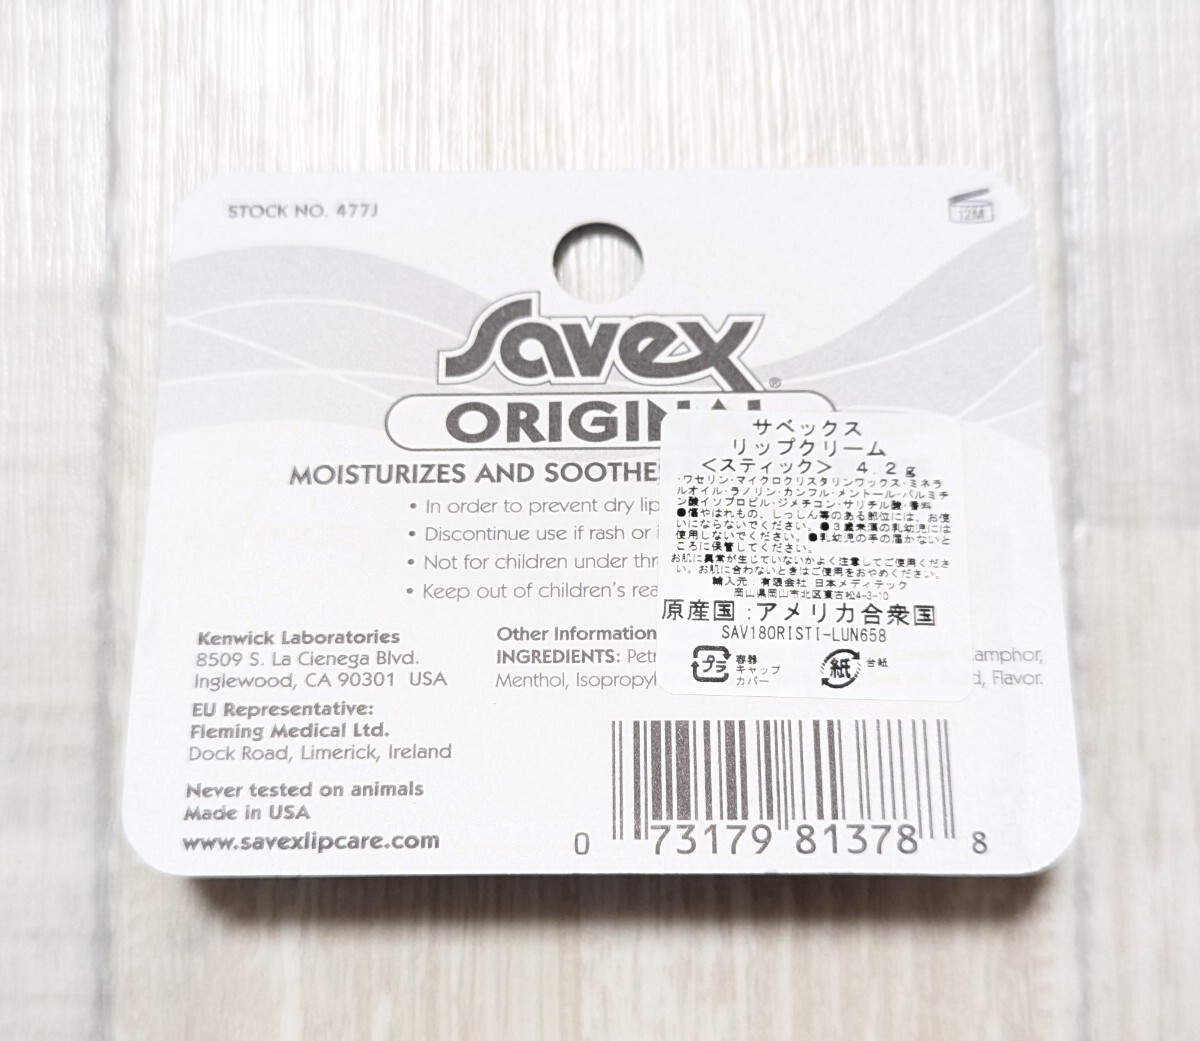 STOCK NO. 477J
12M
Savex®
ORIGINAL
MOISTURIZES AND SOOTHE
• In order to prevent dry lip
• Discontinue use if rash or
• Not for children under thr
• Keep out of children's rea
サベックス
リップクリーム
＜スティック＞ 4.2g
・ワセリン・マイクロクリスタリンワックス・ミネラ
ルオイル・ラノリン・カンフル・メントール・パルミチ
ン酸イソプロピル・ジメチコン・サリチル酸・香料
●傷やはれもの、しっしん等のある部位には、お使
いにならないでください。●３歳未満の乳幼児には
使用しないでください。●乳幼児の手の届かないと
ころに保管してください。
お肌に異常が生じていないかよく注意してご使用くださ
い。お肌に合わないときはご使用をおやめください。
輸入元：有限会社 日本メディテック
岡山県岡山市北区東古松4-3-10
原産国：アメリカ合衆国
SAV180RISTI-LUN658
プラ 容器
キャップ
カバー
紙 台紙
Kenwick Laboratories
8509 S. La Cienega Blvd.
Inglewood, CA 90301 USA
EU Representative:
Fleming Medical Ltd.
Dock Road, Limerick, Ireland
Never tested on animals
Made in USA
www.savexlipcare.com
Other Information
INGREDIENTS: Petr Camphor,
Menthol, Isopropyl d, Flavor.
0 73179 81378 8